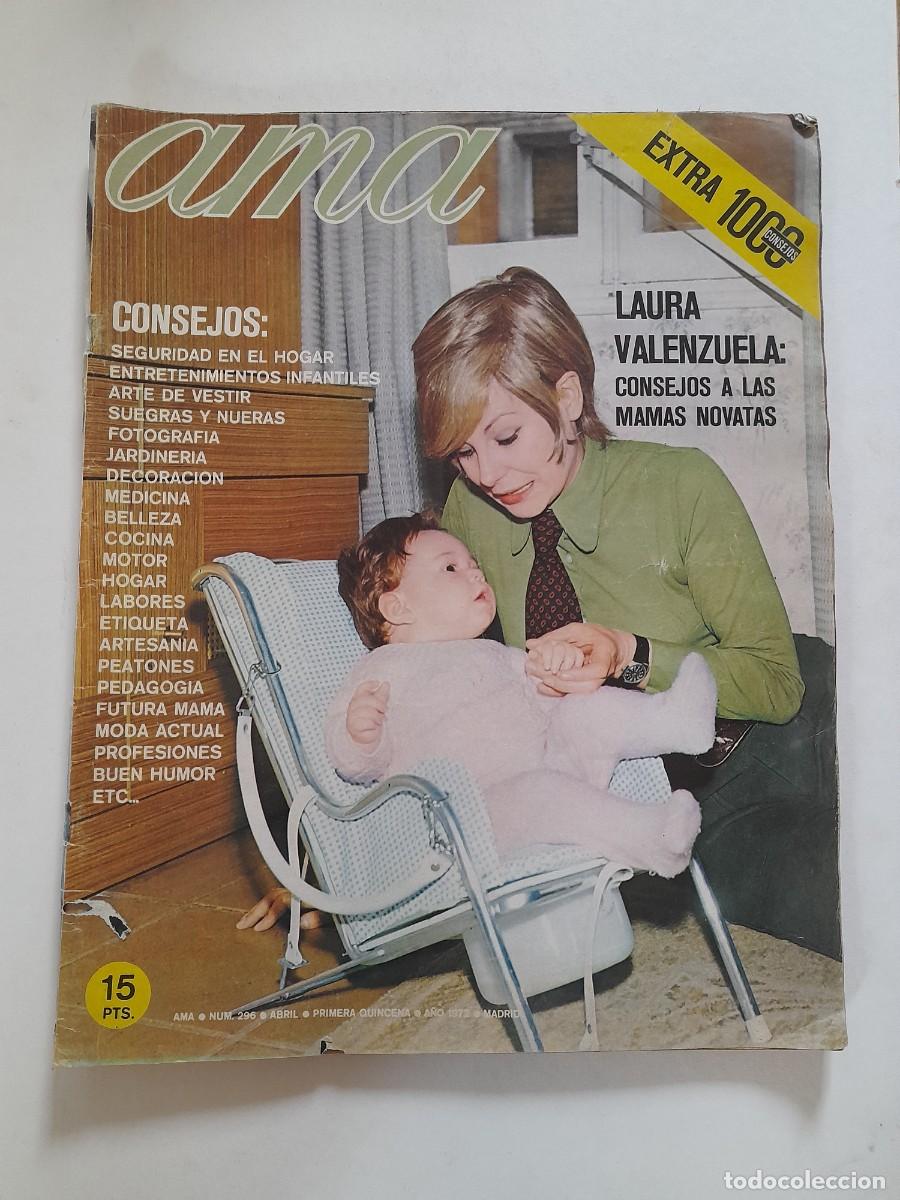 ama
EXTRA 1000
CONSEJOS
CONSEJOS:
SEGURIDAD EN EL HOGAR
ENTRETENIMIENTOS INFANTILES
ARTE DE VESTIR
SUEGRAS Y NUERAS
FOTOGRAFIA
JARDINERIA
DECORACION
MEDICINA
BELLEZA
COCINA
MOTOR
HOGAR
LABORES
ETIQUETA
ARTESANIA
PEATONES
PEDAGOGIA
FUTURA MAMA
MODA ACTUAL
PROFESIONES
BUEN HUMOR
ETC...
LAURA
VALENZUELA:
CONSEJOS A LAS
MAMAS NOVATAS
15
PTS.
AMA ● NUM. 296 ● ABRIL ● PRIMERA QUINCENA ● AÑO 1972 ● MADRID
todocoleccion